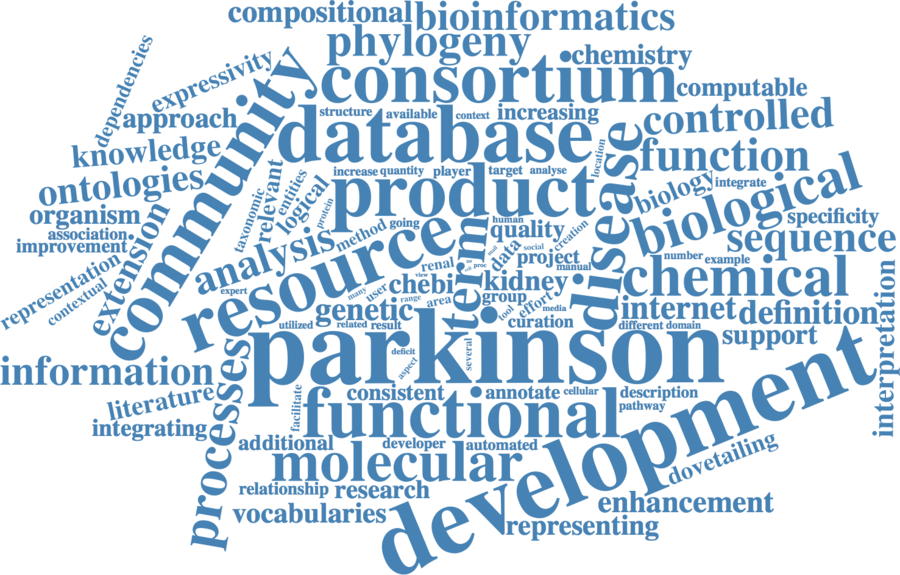 compositional
bioinformatics
phylogeny
chemistry
dependencies
expressivity
consortium
computable
approach
community
structure
available
context
increasing
controlled
database
knowledge
function
location
increase
quantity
player
target
analyse
disease
ontologies
relevant
entities
logical
protein
product
biology
integrate
biological
organism
taxonomic
specificity
association
improvement
extension
analysis
method
going
resource
term
human
quality
creation
sequence
data
social
project
manual
number
example
representation
contextual
expert
renal
view
chebi
proc
kidney
chemical
many
user
range
area
group
effort
tool
media
genetic
curation
internet
definition
interpretation
utilized
related
result
different
domain
support
parkinson
deficit
aspect
several
information
processes
literature
integrating
consistent
annotate
cellular
description
pathway
facilitate
functional
development
additional
developer
automated
molecular
dovetailing
relationship
research
enhancement
vocabularies
representing